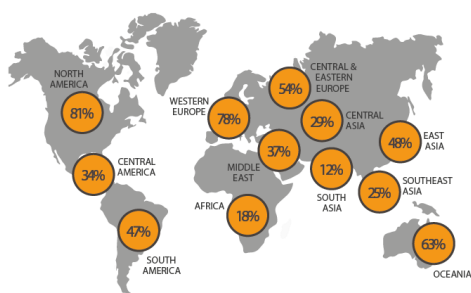 NORTH
AMERICA
81%
CENTRAL
AMERICA
34%
47%
SOUTH
AMERICA
WESTERN
EUROPE
78%
CENTRAL &
EASTERN
EUROPE
54%
29%
CENTRAL
ASIA
37%
MIDDLE
EAST
AFRICA
18%
12%
SOUTH
ASIA
48%
EAST
ASIA
25%
SOUTHEAST
ASIA
63%
OCEANIA